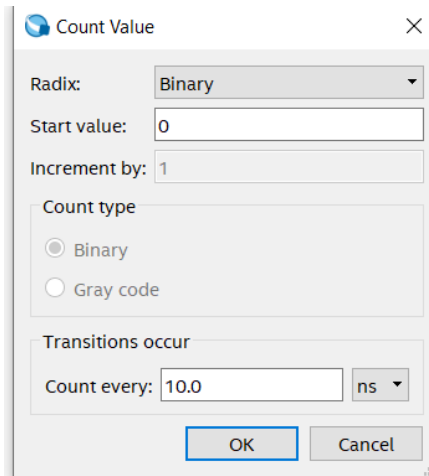 Count Value
Radix: Binary
Start value: 0
Increment by: 1
Count type
Binary
Gray code
Transitions occur
Count every: 10.0 ns
OK Cancel